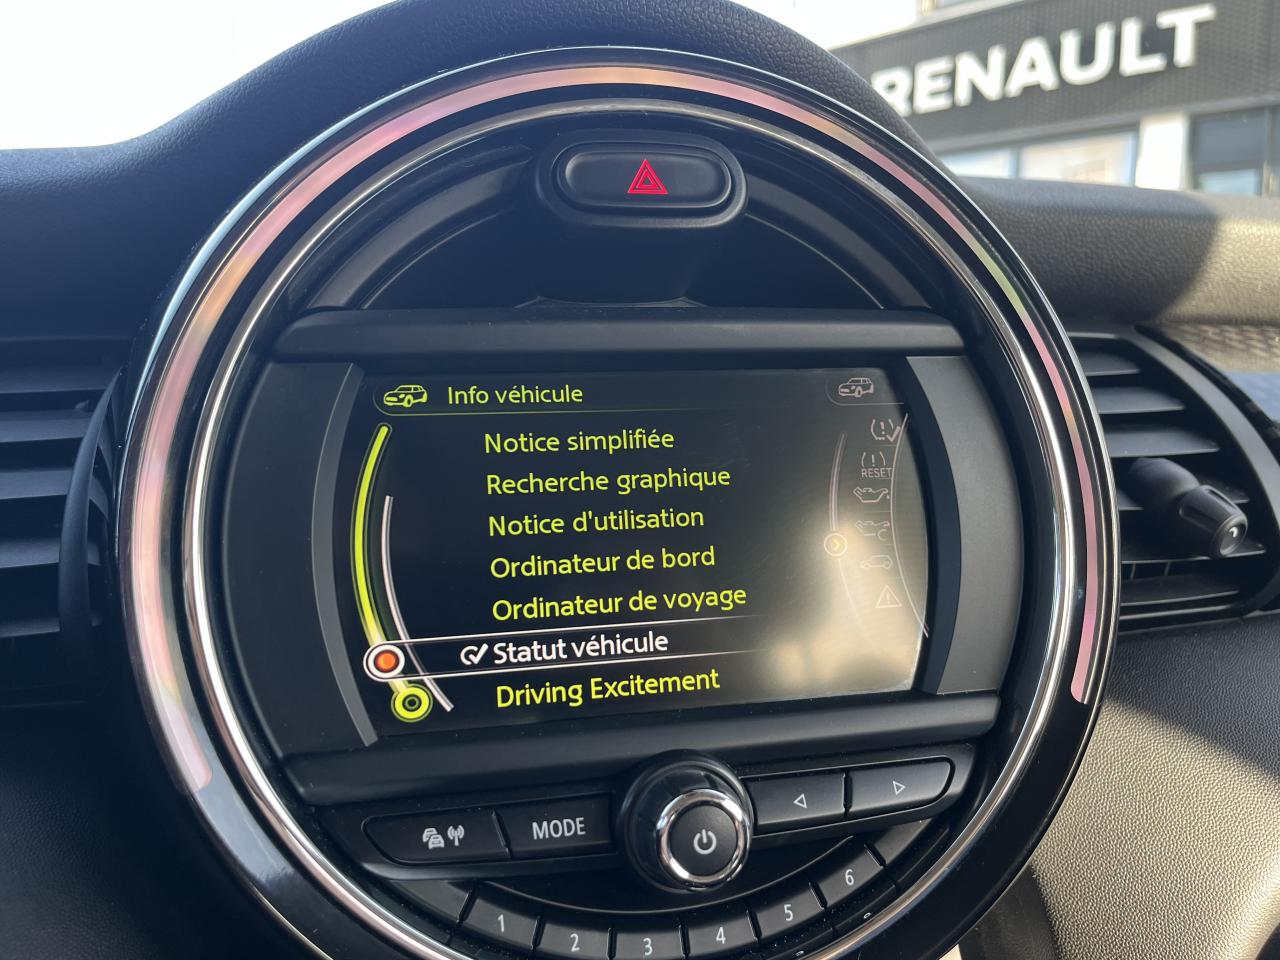 RENAULT
Info véhicule
Notice simplifiée
Recherche graphique
Notice d'utilisation
Ordinateur de bord
Ordinateur de voyage
Statut véhicule
Driving Excitement
RESET
MODE
1 2 3 4 5 6